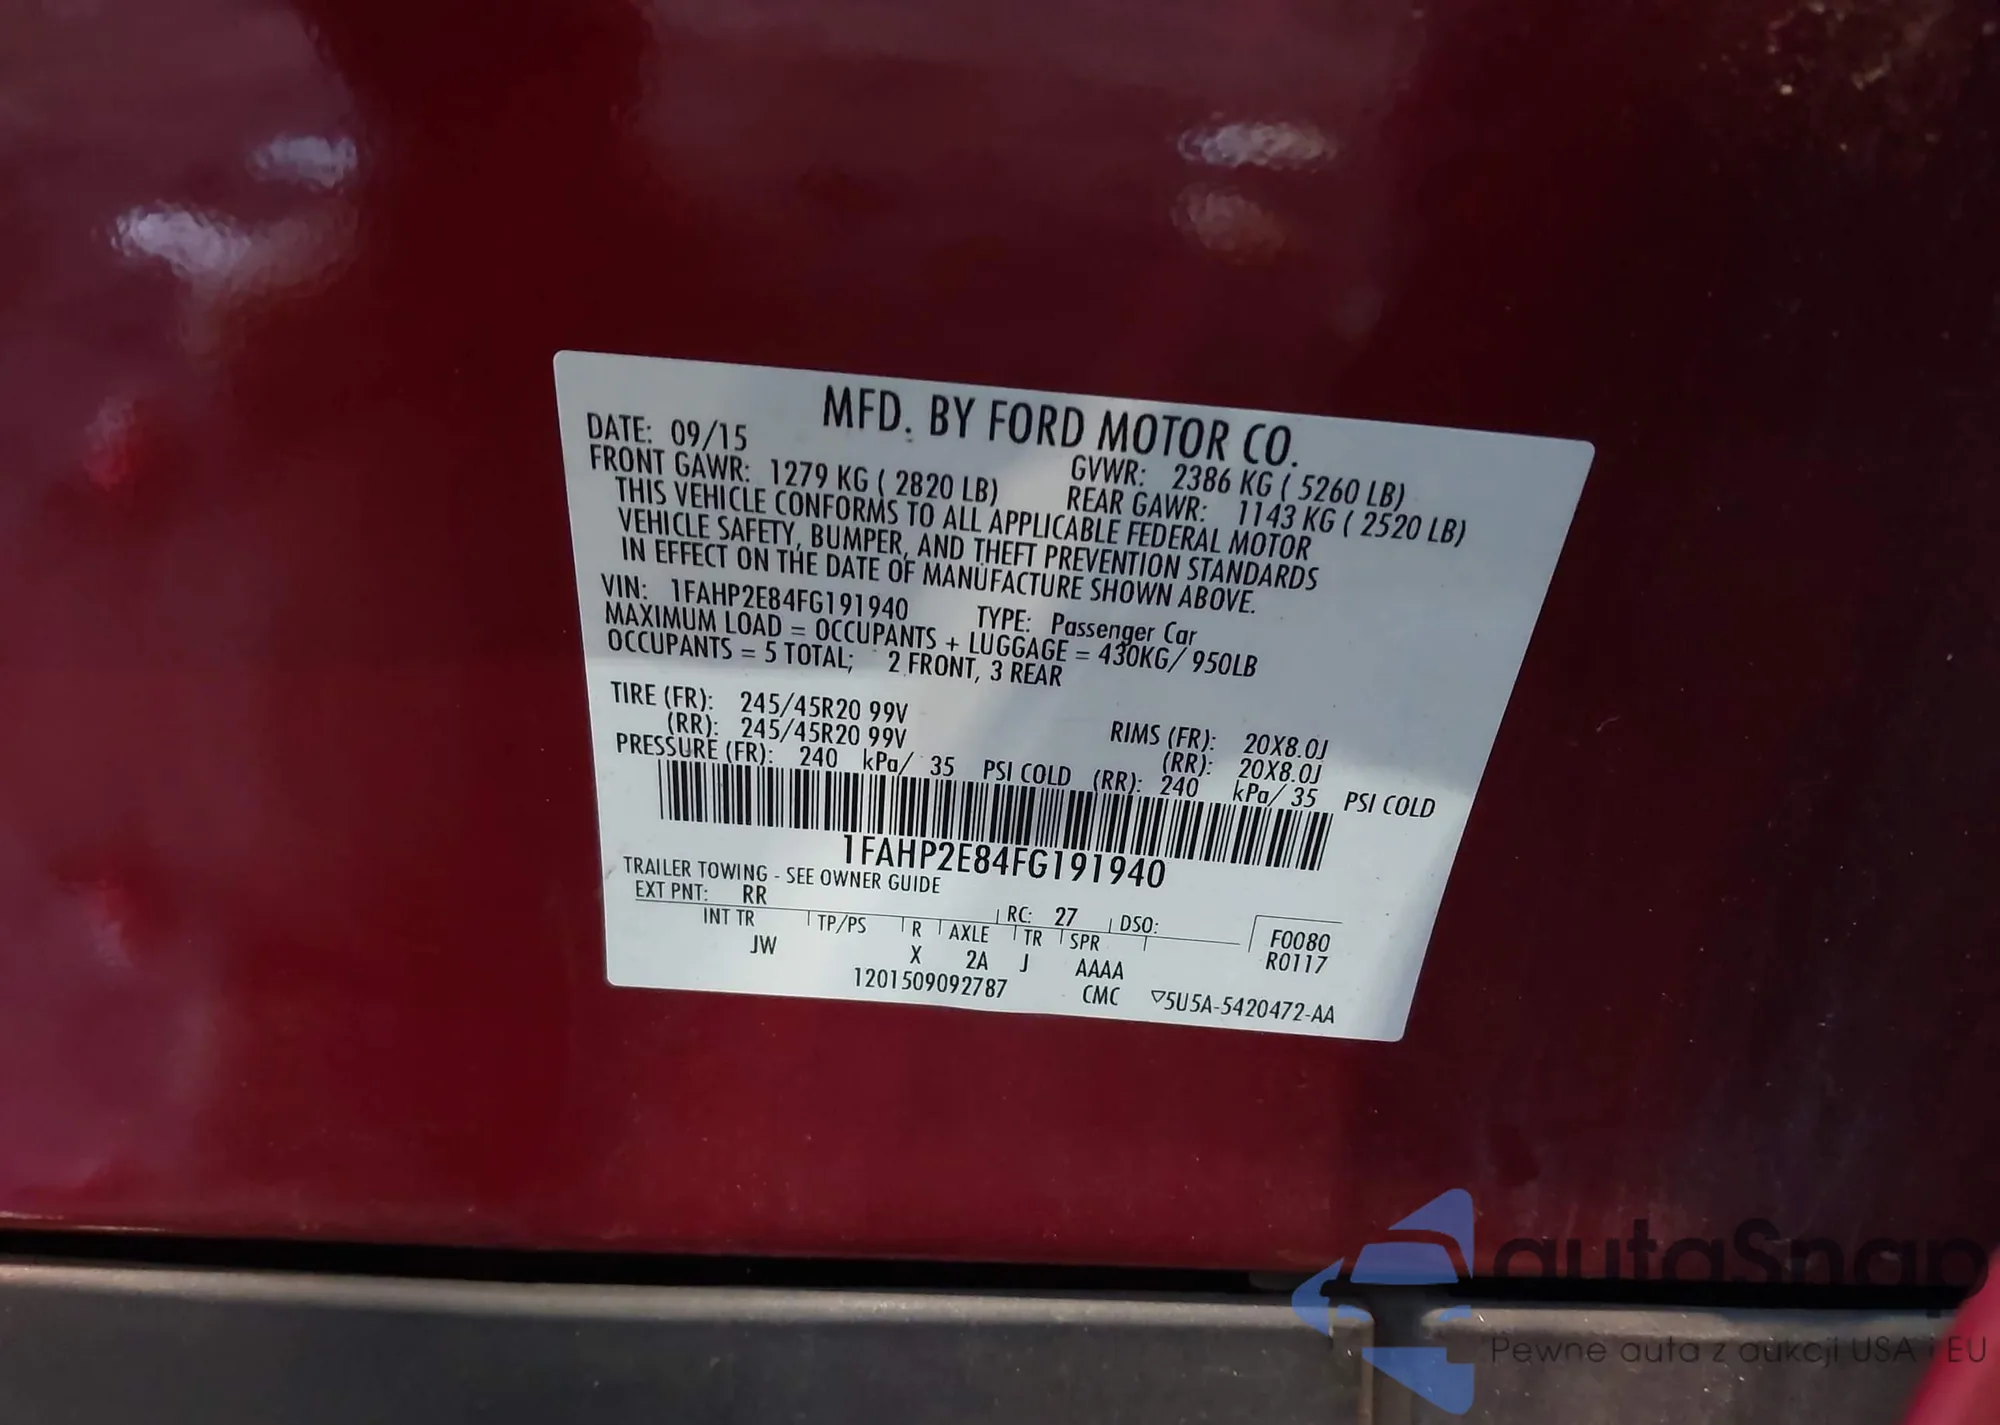 MFD. BY FORD MOTOR CO.
DATE: 09/15 GVWR: 2386 KG ( 5260 LB)
FRONT GAWR: 1279 KG ( 2820 LB) REAR GAWR: 1143 KG ( 2520 LB)
THIS VEHICLE CONFORMS TO ALL APPLICABLE FEDERAL MOTOR
VEHICLE SAFETY, BUMPER, AND THEFT PREVENTION STANDARDS
IN EFFECT ON THE DATE OF MANUFACTURE SHOWN ABOVE.
VIN: 1FAHP2E84FG191940 TYPE: Passenger Car
MAXIMUM LOAD = OCCUPANTS + LUGGAGE = 430KG/ 950LB
OCCUPANTS = 5 TOTAL; 2 FRONT, 3 REAR
TIRE (FR): 245/45R20 99V RIMS (FR): 20X8.0J
(RR): 245/45R20 99V (RR): 20X8.0J
PRESSURE (FR): 240 kPa/ 35 PSI COLD (RR): 240 kPa/ 35 PSI COLD
1FAHP2E84FG191940
TRAILER TOWING - SEE OWNER GUIDE
EXT PNT: RR RC: 27 DSO: F0080
INT TR TP/PS R AXLE TR SPR R0117
JW X 2A J AAAA
1201509092787 CMC ▽5U5A-5420472-AA
autaSnap
Pewne auta z aukcji USA i EU